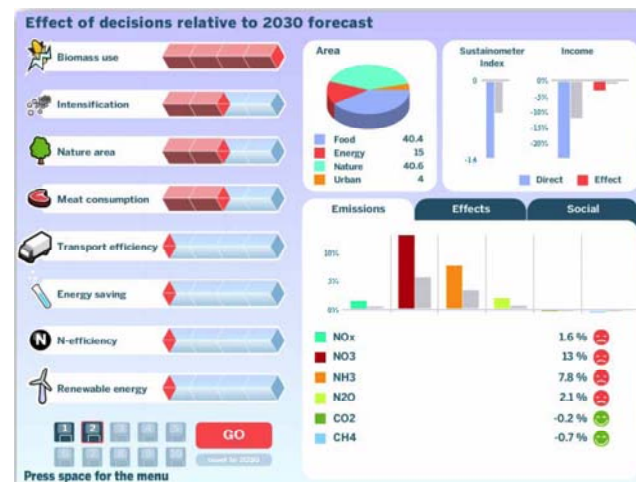 Effect of decisions relative to 2030 forecast
Biomass use
Intensification
Nature area
Meat consumption
Transport efficiency
Energy saving
N
N-efficiency
Renewable energy
1 2 3 4 5
GO
Press space for the menu
Area
Food 40.4
Energy 15
Nature 40.6
Urban 4
Sustainometer Index
Income
0
-1.4
0%
-5%
-10%
-15%
-20%
Direct
Effect
Emissions
Effects
Social
10%
5%
0%
NOx 1.6 %
NO3 13 %
NH3 7.8 %
N2O 2.1 %
CO2 -0.2 %
CH4 -0.7 %